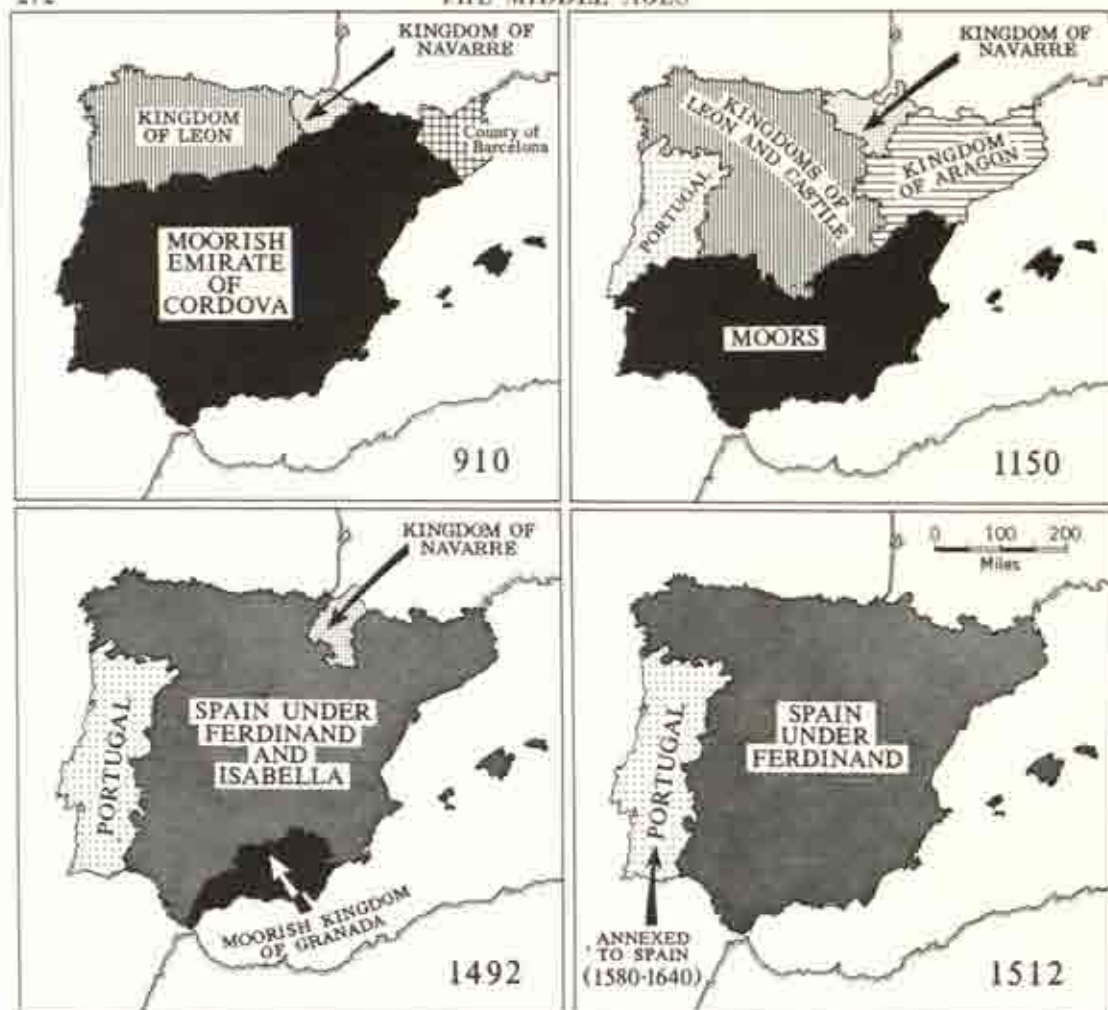 THE MIDDLE AGES
KINGDOM OF
NAVARRE
KINGDOM
OF LEON
County of
Barcelona
MOORISH
EMIRATE
OF
CORDOVA
910
KINGDOM OF
NAVARRE
KINGDOMS OF
LEON AND CASTILE
KINGDOM
OF ARAGON
PORTUGAL
MOORS
1150
KINGDOM OF
NAVARRE
PORTUGAL
SPAIN UNDER
FERDINAND
AND
ISABELLA
MOORISH KINGDOM
OF GRANADA
1492
0 100 200
Miles
PORTUGAL
SPAIN
UNDER
FERDINAND
ANNEXED
TO SPAIN
(1580-1640)
1512